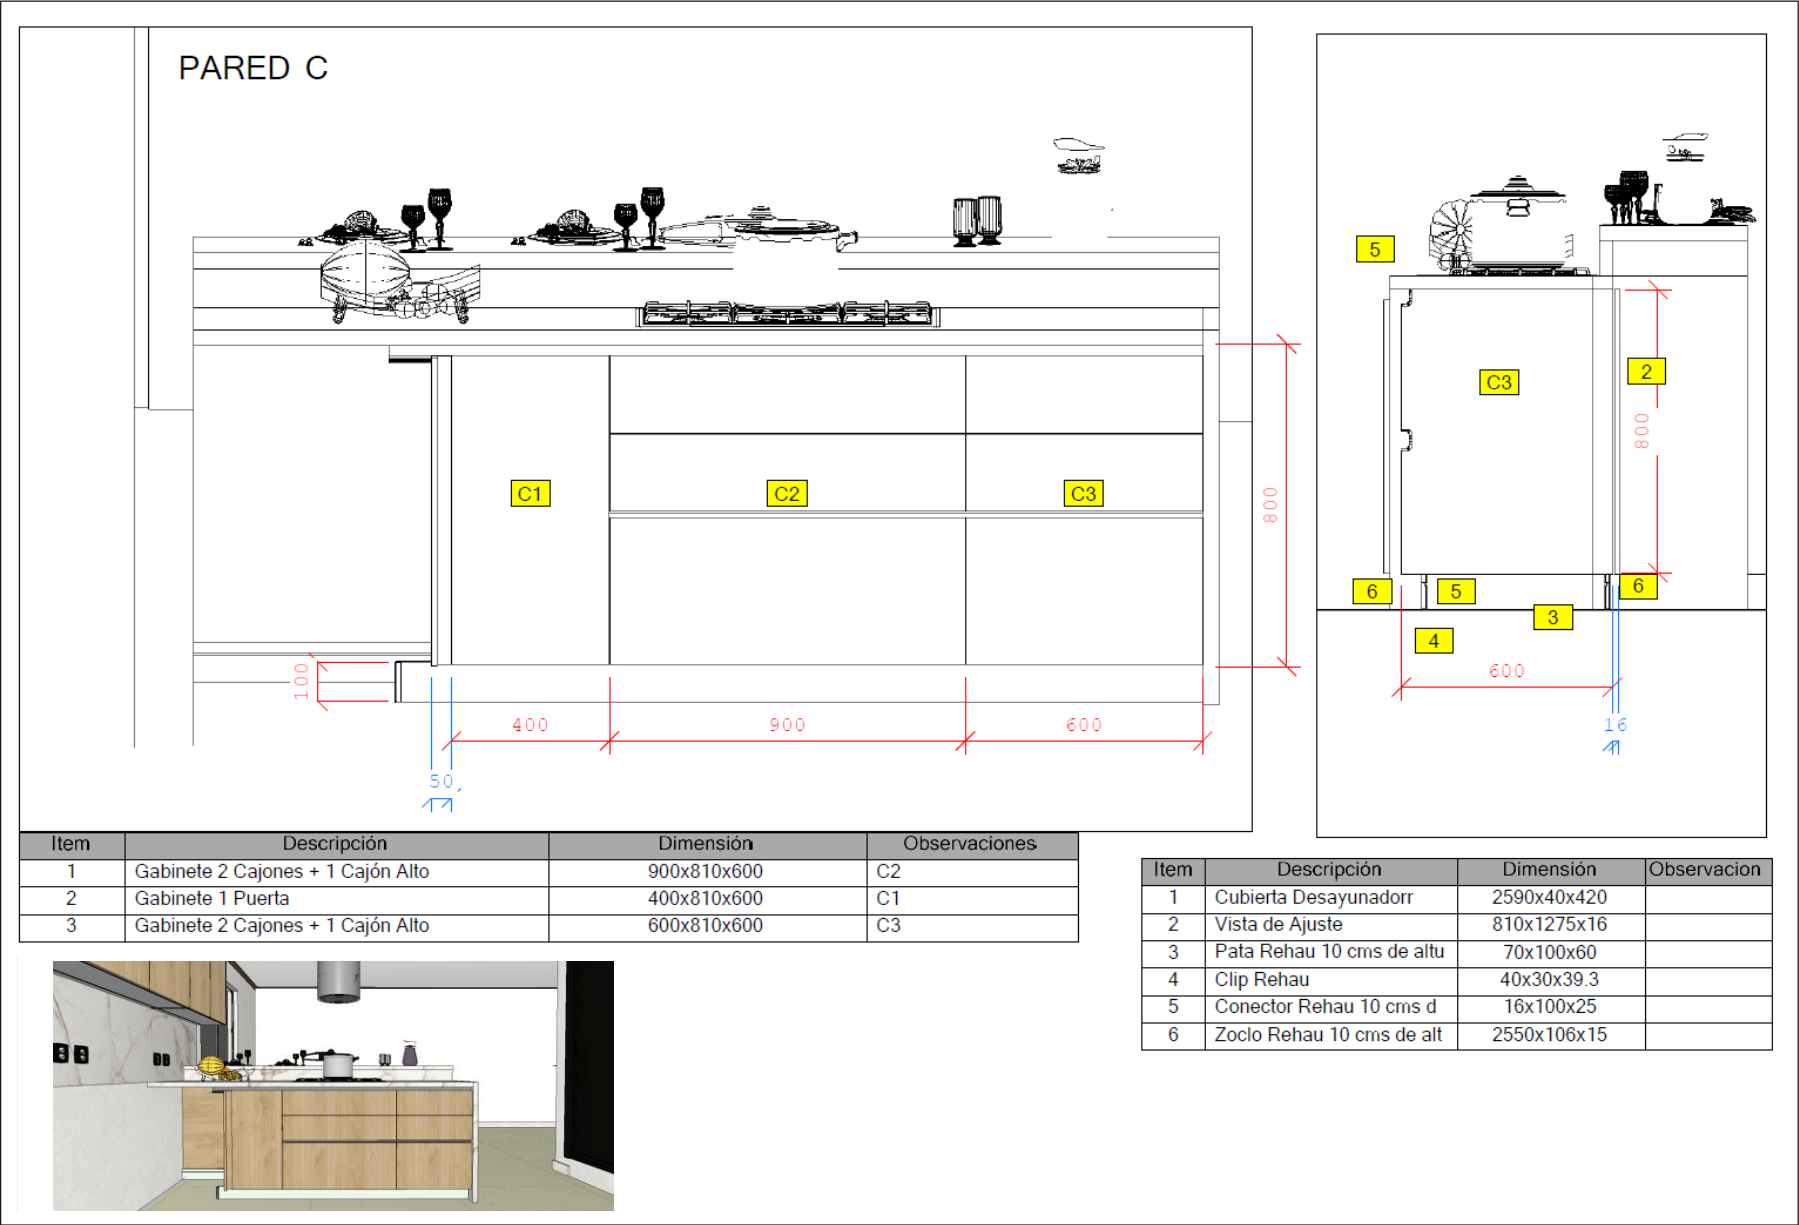 PARED C
5
C3
2
800
C1
C2
C3
800
6
5
6
3
4
100
600
400
900
600
16
50
Item Descripción Dimensión Observaciones
1 Gabinete 2 Cajones + 1 Cajón Alto 900x810x600 C2
2 Gabinete 1 Puerta 400x810x600 C1
3 Gabinete 2 Cajones + 1 Cajón Alto 600x810x600 C3
Item Descripción Dimensión Observacion
1 Cubierta Desayunadorr 2590x40x420
2 Vista de Ajuste 810x1275x16
3 Pata Rehau 10 cms de altu 70x100x60
4 Clip Rehau 40x30x39.3
5 Conector Rehau 10 cms d 16x100x25
6 Zoclo Rehau 10 cms de alt 2550x106x15